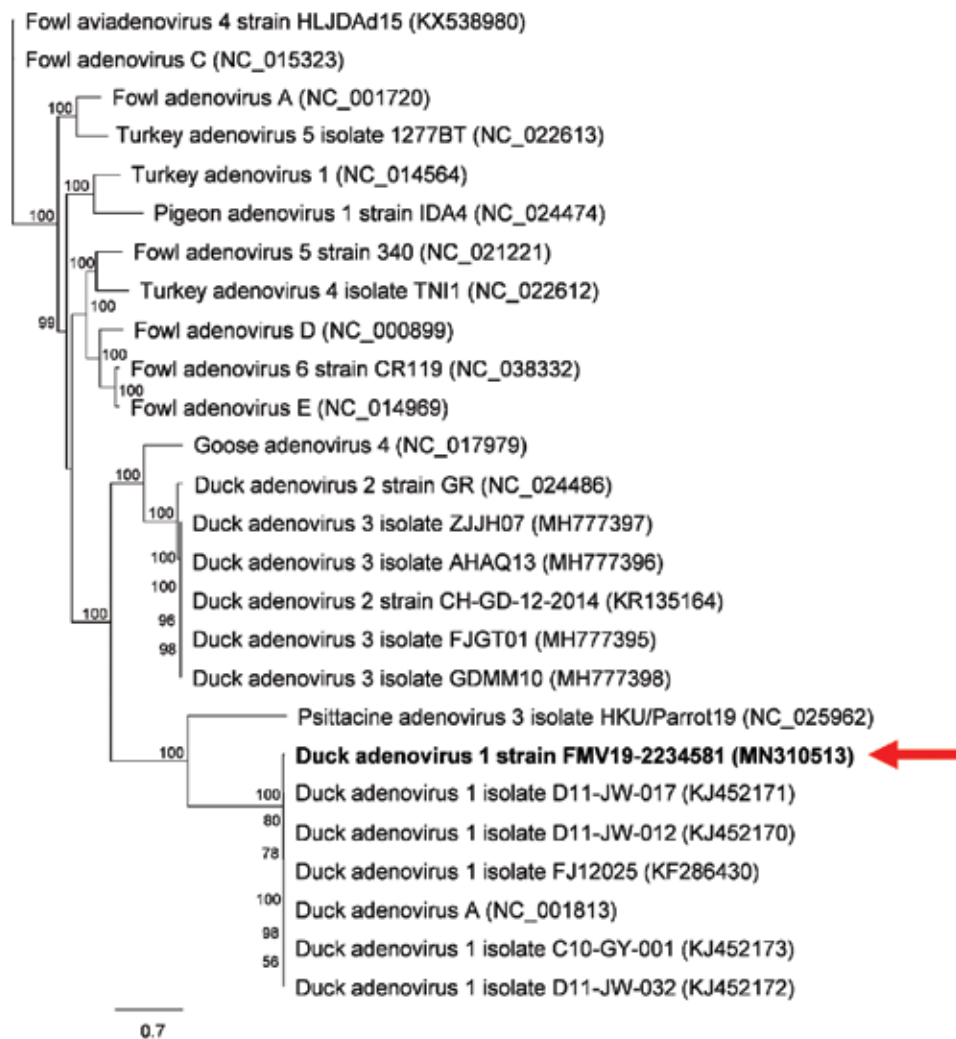 Fowl aviadenovirus 4 strain HLJDAd15 (KX538980)
Fowl adenovirus C (NC_015323)
100
Fowl adenovirus A (NC_001720)
Turkey adenovirus 5 isolate 1277BT (NC_022613)
100
Turkey adenovirus 1 (NC_014564)
100
Pigeon adenovirus 1 strain IDA4 (NC_024474)
100
Fowl adenovirus 5 strain 340 (NC_021221)
Turkey adenovirus 4 isolate TNI1 (NC_022612)
100
99
Fowl adenovirus D (NC_000899)
100
Fowl adenovirus 6 strain CR119 (NC_038332)
100
Fowl adenovirus E (NC_014969)
Goose adenovirus 4 (NC_017979)
100
Duck adenovirus 2 strain GR (NC_024486)
100
Duck adenovirus 3 isolate ZJJH07 (MH777397)
100
Duck adenovirus 3 isolate AHAQ13 (MH777396)
100
Duck adenovirus 2 strain CH-GD-12-2014 (KR135164)
100
96
Duck adenovirus 3 isolate FJGT01 (MH777395)
98
Duck adenovirus 3 isolate GDMM10 (MH777398)
Psittacine adenovirus 3 isolate HKU/Parrot19 (NC_025962)
100
Duck adenovirus 1 strain FMV19-2234581 (MN310513)
100
Duck adenovirus 1 isolate D11-JW-017 (KJ452171)
80
Duck adenovirus 1 isolate D11-JW-012 (KJ452170)
78
Duck adenovirus 1 isolate FJ12025 (KF286430)
100
Duck adenovirus A (NC_001813)
98
Duck adenovirus 1 isolate C10-GY-001 (KJ452173)
56
Duck adenovirus 1 isolate D11-JW-032 (KJ452172)
0.7